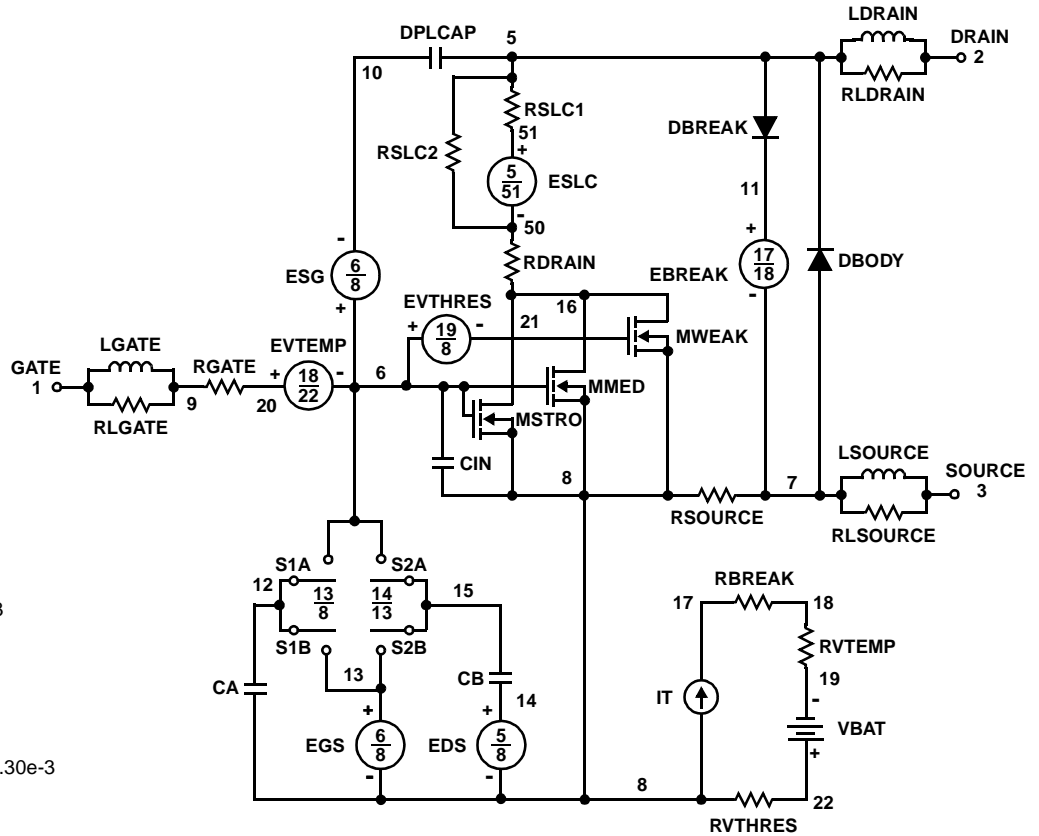 LDRAIN
DPLCAP
5
DRAIN
2
10
RLDRAIN
RSLC1
51
DBREAK
RSLC2
+
5
51
ESLC
11
-
50
-
+
RDRAIN
17
18
DBODY
ESG
6
8
EBREAK
-
+
EVTHRES
16
+
19
8
-
21
MWEAK
LGATE
EVTEMP
GATE
1
RGATE
+
18
22
-
6
MMED
9
20
RLGATE
MSTRO
CIN
8
7
LSOURCE
SOURCE
3
RSOURCE
RLSOURCE
S1A
S2A
12
13
8
14
13
15
RBREAK
17
18
3
S1B
S2B
RVTEMP
13
CB
19
CA
14
IT
-
+
+
VBAT
EGS
6
8
EDS
5
8
+
-
-
.30e-3
8
22
RVTHRES